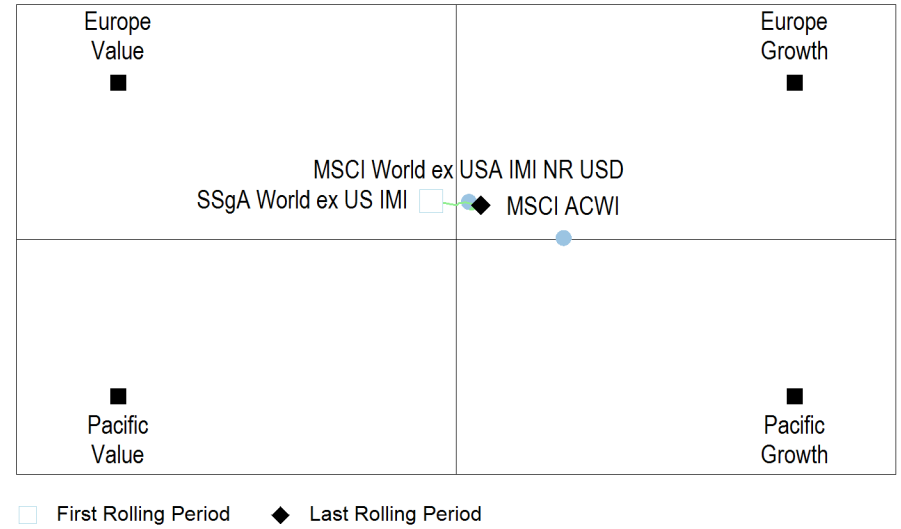 Europe
Value
Europe
Growth
MSCI World ex USA IMI NR USD
SSgA World ex US IMI
MSCI ACWI
Pacific
Value
Pacific
Growth
First Rolling Period
Last Rolling Period